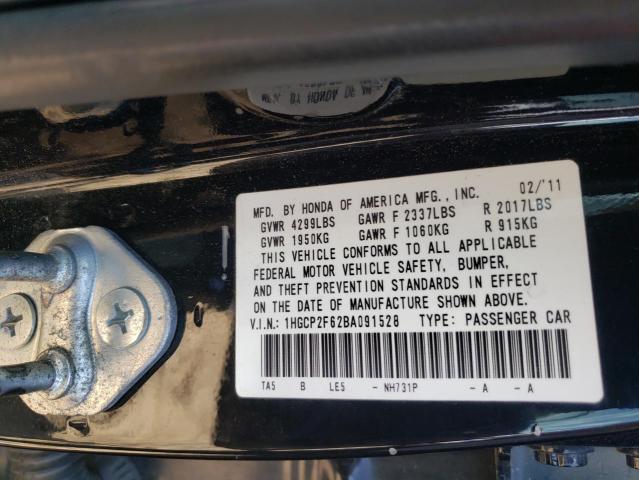 MFD. BY HONDA OF AMERICA MFG., INC. 02/'11
GVWR 4299LBS GAWR F 2337LBS R 2017LBS
GVWR 1950KG GAWR F 1060KG R 915KG
THIS VEHICLE CONFORMS TO ALL APPLICABLE
FEDERAL MOTOR VEHICLE SAFETY, BUMPER,
AND THEFT PREVENTION STANDARDS IN EFFECT
ON THE DATE OF MANUFACTURE SHOWN ABOVE.
V.I.N.: 1HGCP2F62BA091528 TYPE: PASSENGER CAR
TA5 B LE5 - NH731P - A - A